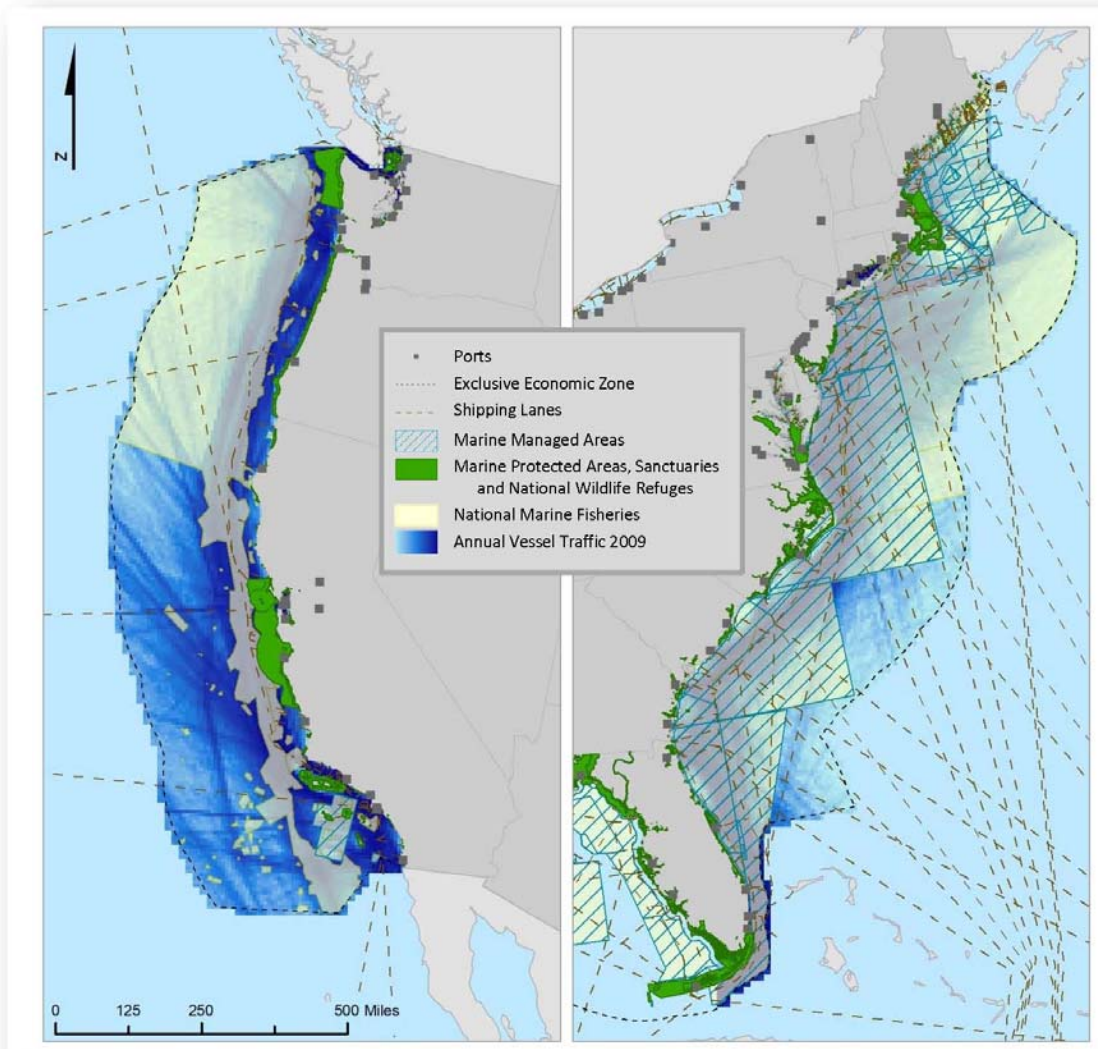 N
Ports
Exclusive Economic Zone
Shipping Lanes
Marine Managed Areas
Marine Protected Areas, Sanctuaries
and National Wildlife Refuges
National Marine Fisheries
Annual Vessel Traffic 2009
0 125 250 500 Miles